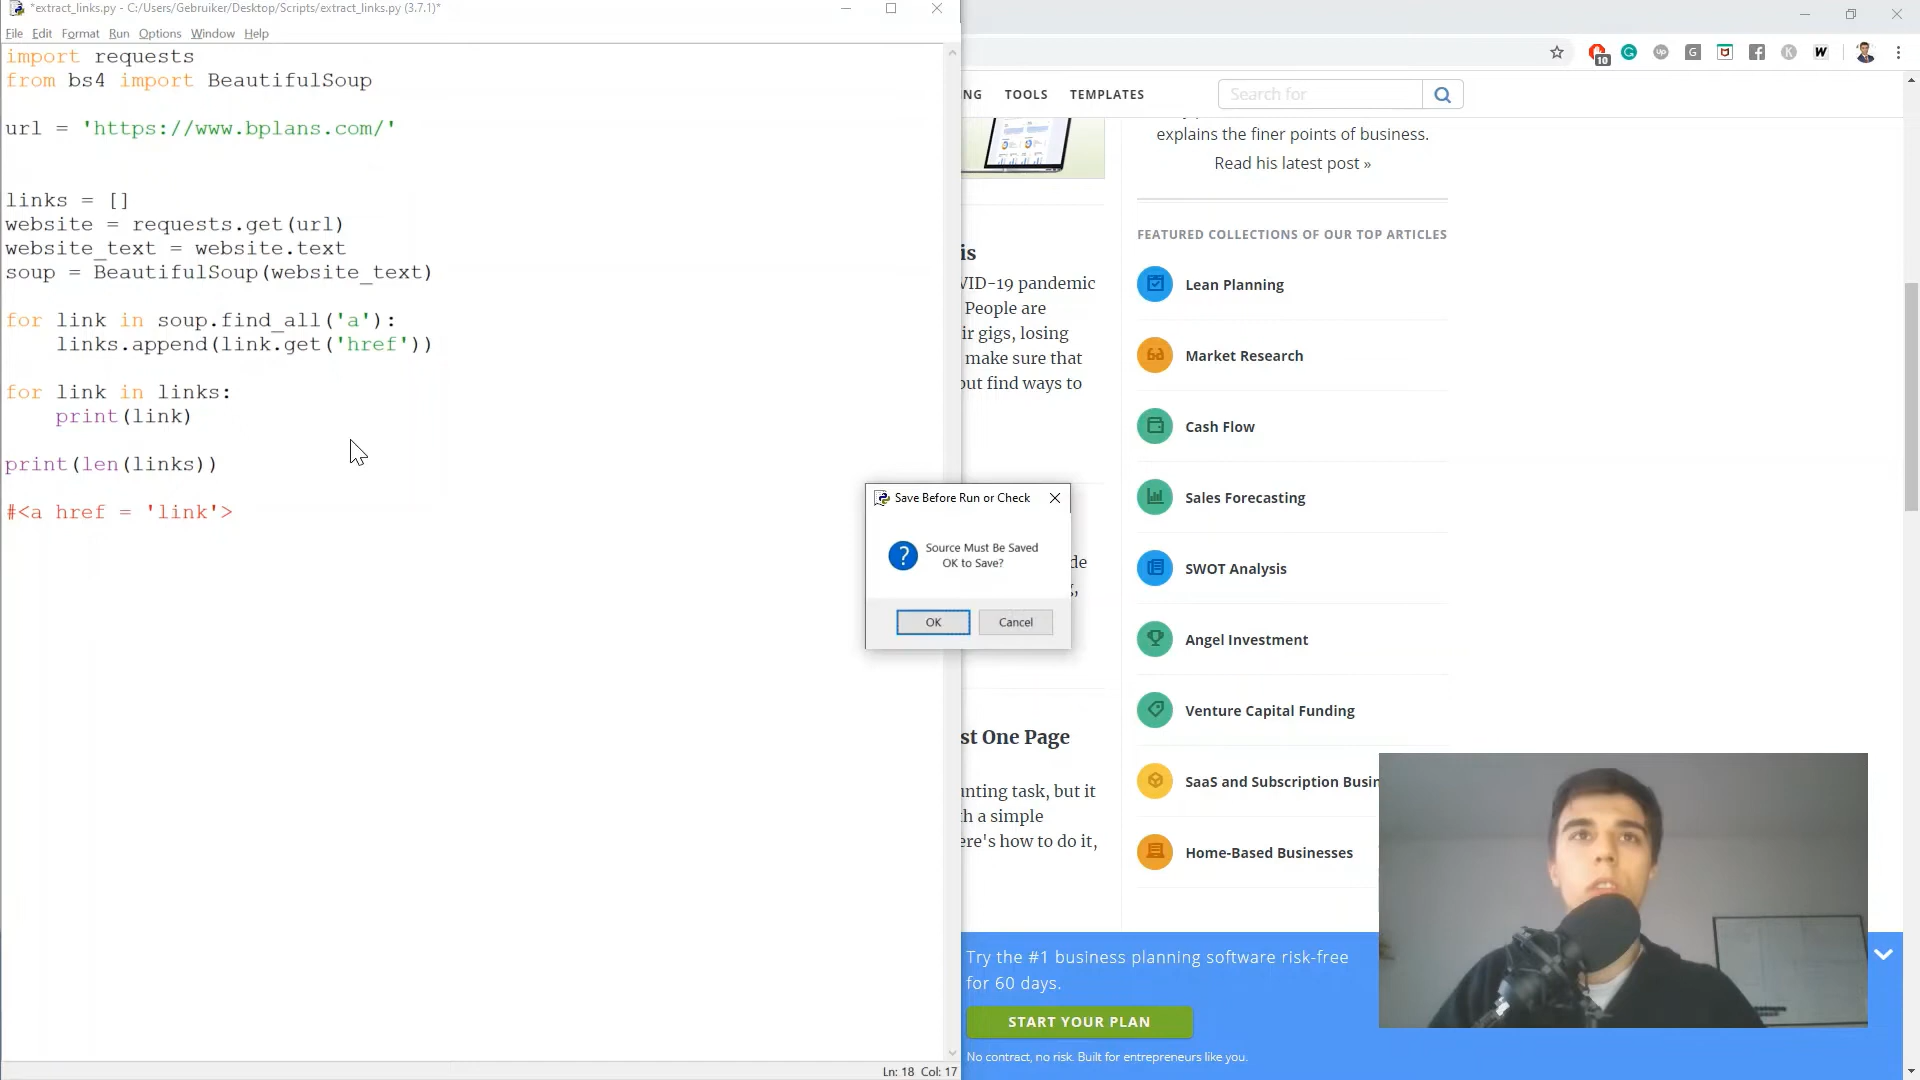 *extract_links.py - C:/Users/Gebruiker/Desktop/Scripts/extract_links.py (3.7.1)*
File Edit Format Run Options Window Help
import requests
from bs4 import BeautifulSoup
url = 'https://www.bplans.com/'
links = []
website = requests.get(url)
website_text = website.text
soup = BeautifulSoup(website_text)
for link in soup.find_all('a'):
    links.append(link.get('href'))
for link in links:
    print(link)
print(len(links))
#<a href = 'link'>
Ln: 18 Col: 17
Save Before Run or Check
Source Must Be Saved
OK to Save?
OK Cancel
10
NG TOOLS TEMPLATES Search for
explains the finer points of business.
Read his latest post »
FEATURED COLLECTIONS OF OUR TOP ARTICLES
Lean Planning
Market Research
Cash Flow
Sales Forecasting
SWOT Analysis
Angel Investment
Venture Capital Funding
SaaS and Subscription Busin
Home-Based Businesses
is
VID-19 pandemic
People are
ir gigs, losing
make sure that
out find ways to
de
g,
st One Page
unting task, but it
h a simple
ere's how to do it,
Try the #1 business planning software risk-free
for 60 days.
START YOUR PLAN
No contract, no risk. Built for entrepreneurs like you.